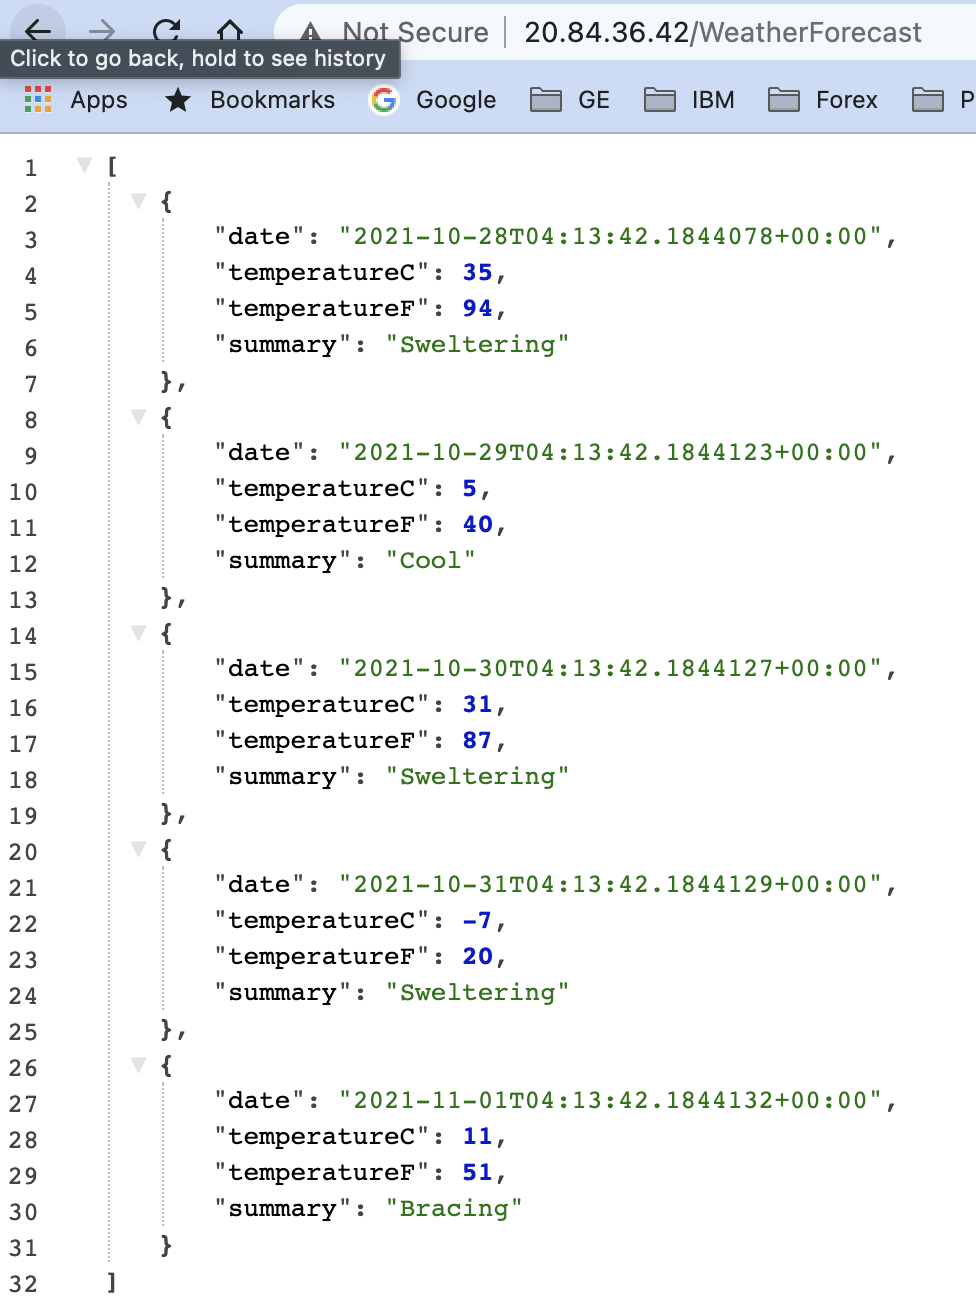 Not Secure | 20.84.36.42/WeatherForecast
Click to go back, hold to see history
Apps Bookmarks Google GE IBM Forex P
1 [
2 {
3 "date": "2021-10-28T04:13:42.1844078+00:00",
4 "temperatureC": 35,
5 "temperatureF": 94,
6 "summary": "Sweltering"
7 },
8 {
9 "date": "2021-10-29T04:13:42.1844123+00:00",
10 "temperatureC": 5,
11 "temperatureF": 40,
12 "summary": "Cool"
13 },
14 {
15 "date": "2021-10-30T04:13:42.1844127+00:00",
16 "temperatureC": 31,
17 "temperatureF": 87,
18 "summary": "Sweltering"
19 },
20 {
21 "date": "2021-10-31T04:13:42.1844129+00:00",
22 "temperatureC": -7,
23 "temperatureF": 20,
24 "summary": "Sweltering"
25 },
26 {
27 "date": "2021-11-01T04:13:42.1844132+00:00",
28 "temperatureC": 11,
29 "temperatureF": 51,
30 "summary": "Bracing"
31 }
32 ]